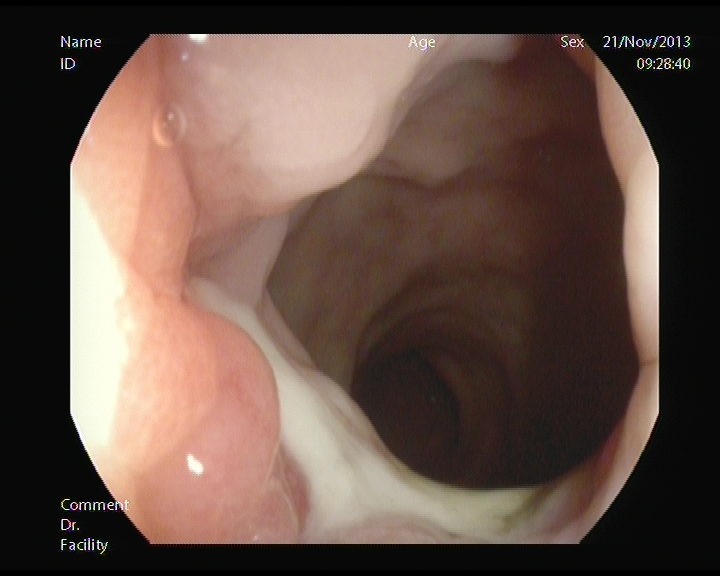 Name Age Sex 21/Nov/2013
ID 09:28:40
Comment
Dr.
Facility